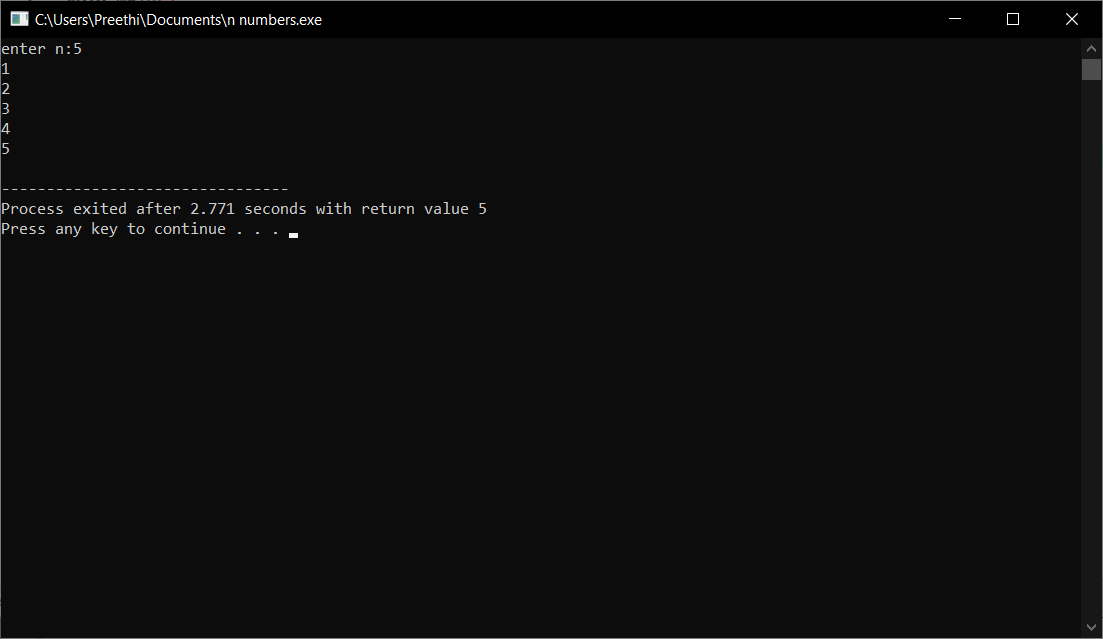 C:\Users\Preethi\Documents\n numbers.exe
enter n:5
1
2
3
4
5
--------------------------------
Process exited after 2.771 seconds with return value 5
Press any key to continue . . .